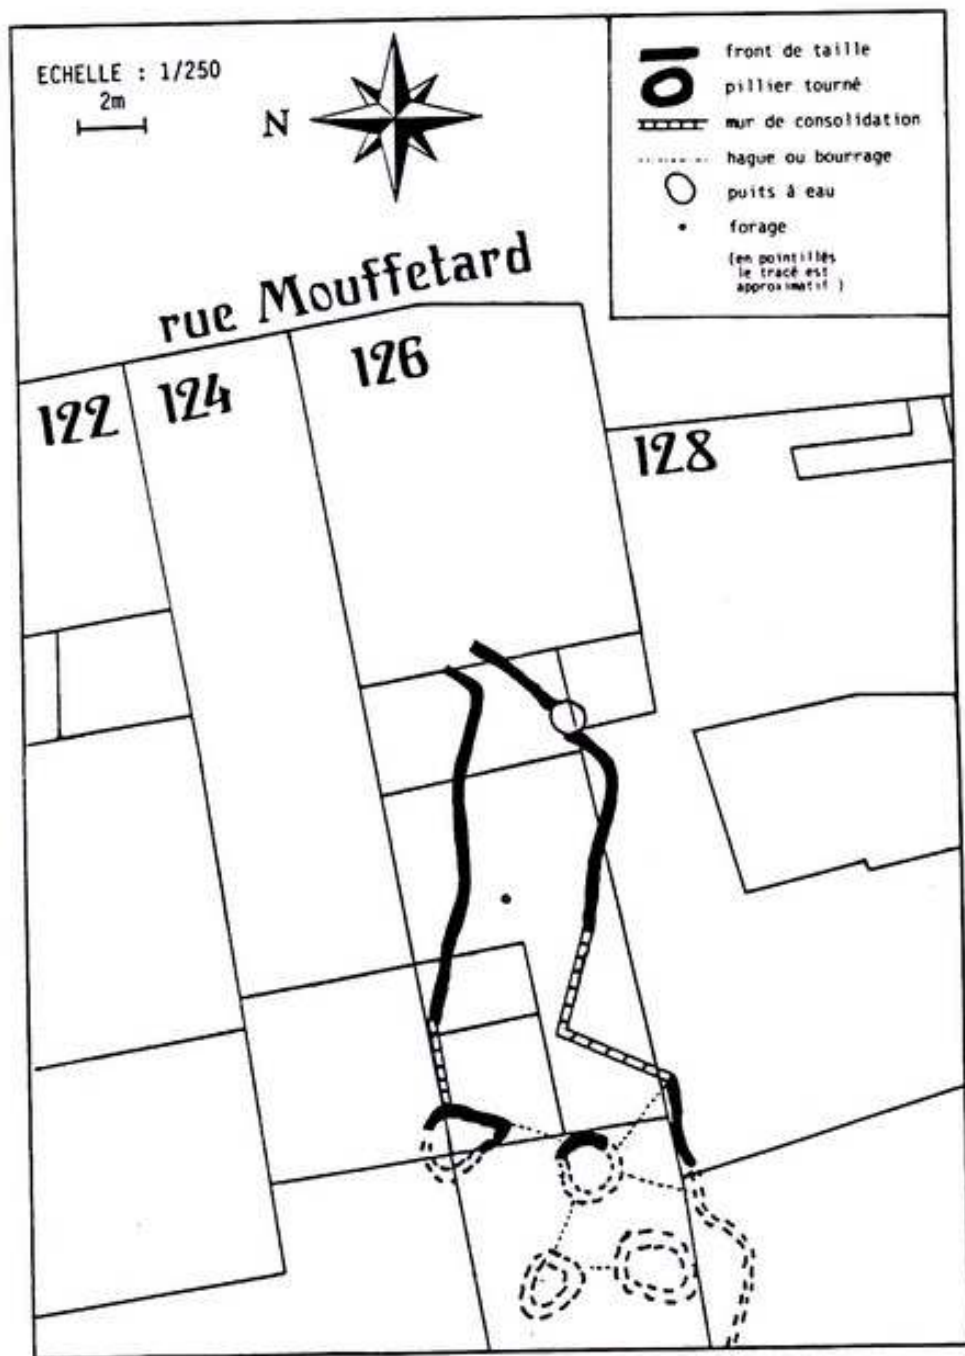 ECHELLE : 1/250
2m
N
front de taille
pillier tourné
mur de consolidation
hague ou bourrage
puits à eau
forage
(en pointillés
le tracé est
approximatif )
rue Mouffetard
122
124
126
128